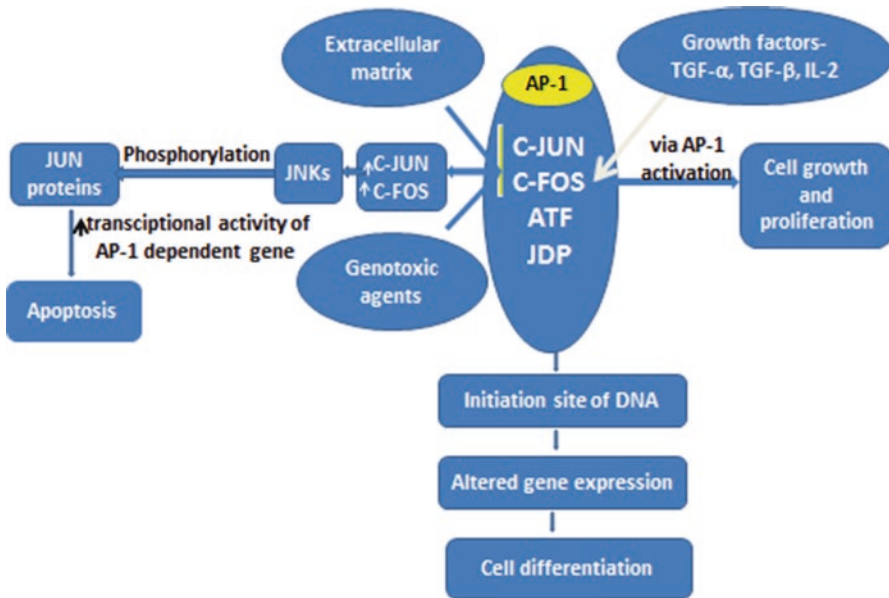 Extracellular
matrix
AP-1
Growth factors-
TGF-α, TGF-β, IL-2
C-JUN
C-FOS
ATF
JDP
via AP-1
activation
Cell growth
and
proliferation
↑C-JUN
↑C-FOS
JNKs
Phosphorylation
JUN
proteins
↑transciptional activity of
AP-1 dependent gene
Apoptosis
Genotoxic
agents
Initiation site of DNA
Altered gene expression
Cell differentiation